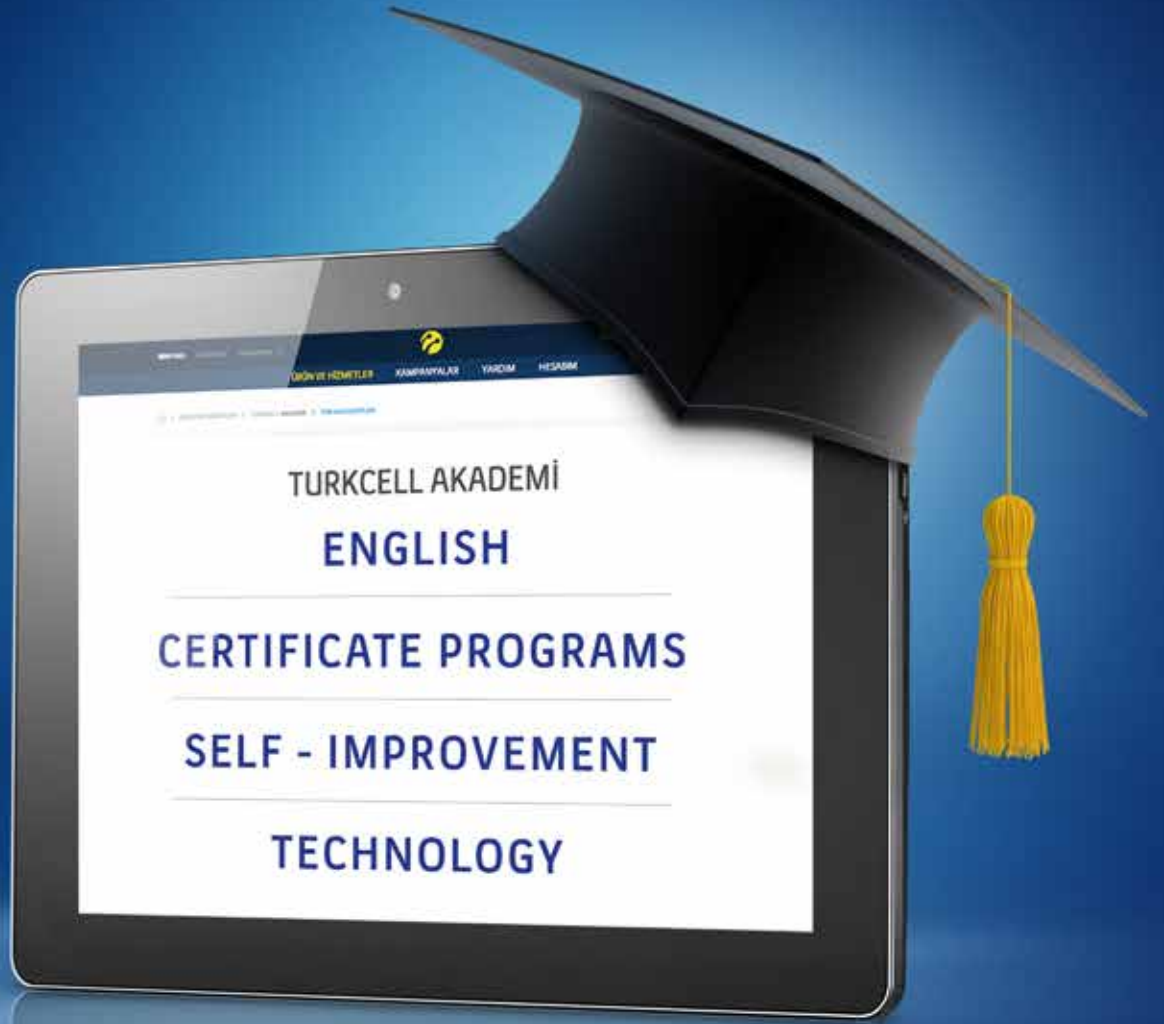 ÜRÜN VE HİZMETLER KAMPANYALAR YARDIM HESABIM
TURKCELL AKADEMİ
ENGLISH
CERTIFICATE PROGRAMS
SELF - IMPROVEMENT
TECHNOLOGY